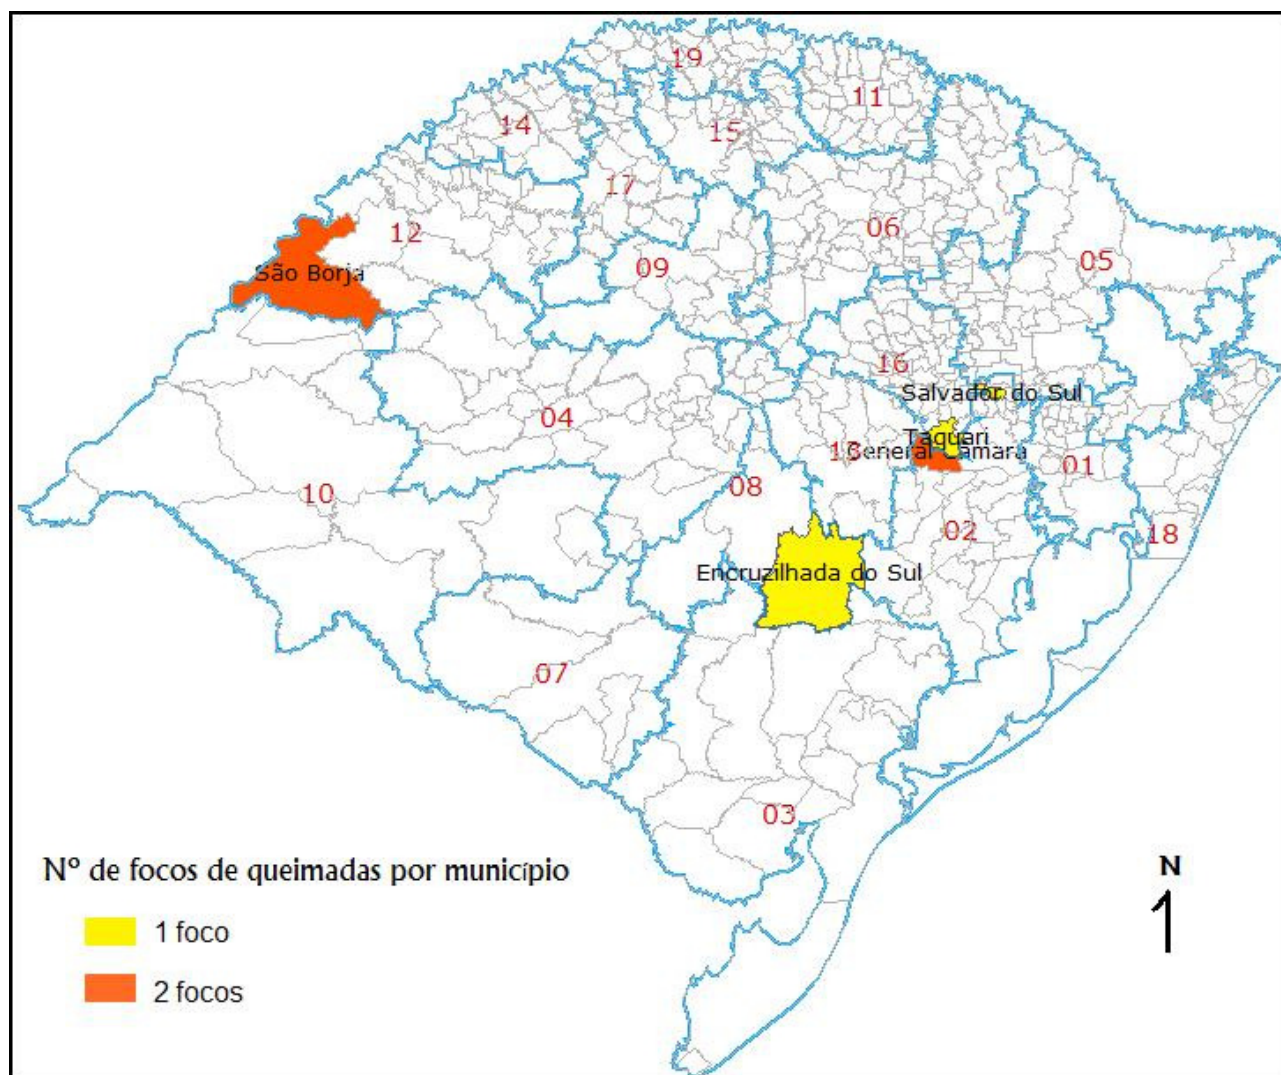 19
11
14
15
17
12
06
09
05
São Borja
16
Salvador do Sul
04
Taquari
13
General Câmara
01
08
10
02
18
Encruzilhada do Sul
07
03
Nº de focos de queimadas por município
1 foco
2 focos
N